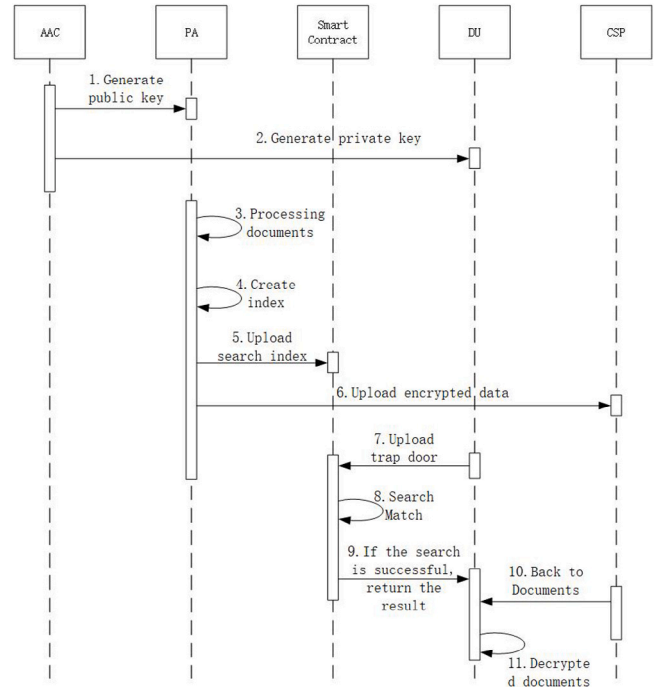 AAC
PA
Smart
Contract
DU
CSP
1.Generate
public key
2.Generate private key
3.Processing
documents
4.Create
index
5.Upload
search index
6.Upload encrypted data
7.Upload
trap door
8.Search
Match
9.If the search
is successful,
return the
result
10.Back to
Documents
11.Decrypte
d documents